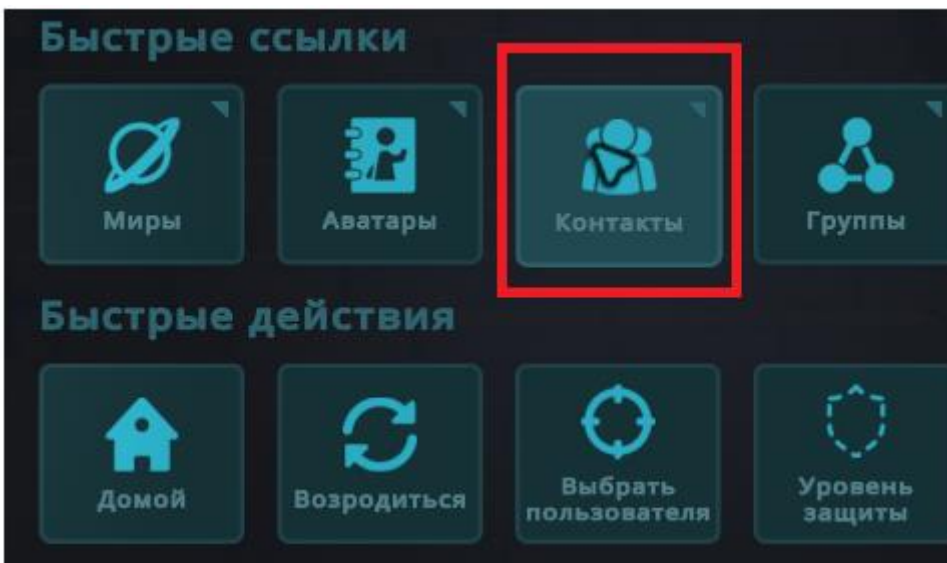 Быстрые ссылки
Миры
Аватары
Контакты
Группы
Быстрые действия
Домой
Возродиться
Выбрать
пользователя
Уровень
защиты